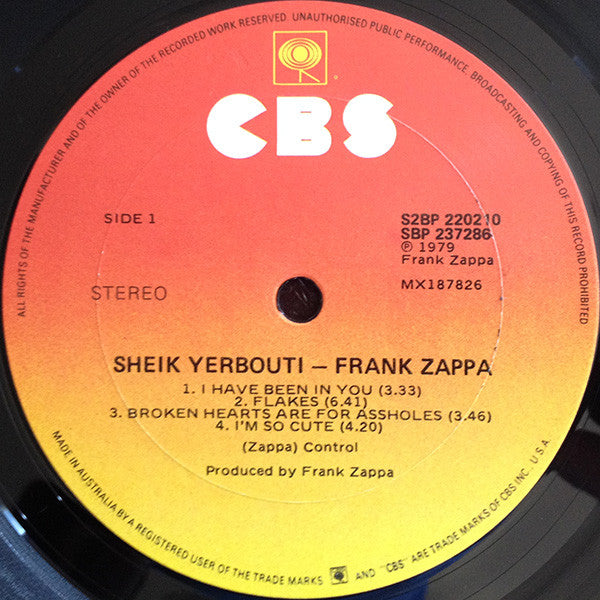 ALL RIGHTS OF THE MANUFACTURER AND OF THE OWNER OF THE RECORDED WORK RESERVED. UNAUTHORISED PUBLIC PERFORMANCE, BROADCASTING AND COPYING OF THIS RECORD PROHIBITED
CBS
SIDE 1
S2BP 220210
SBP 237286
℗ 1979
Frank Zappa
STEREO
MX187826
SHEIK YERBOUTI – FRANK ZAPPA
1. I HAVE BEEN IN YOU (3.33)
2. FLAKES (6.41)
3. BROKEN HEARTS ARE FOR ASSHOLES (3.46)
4. I'M SO CUTE (4.20)
(Zappa) Control
Produced by Frank Zappa
MADE IN AUSTRALIA BY A REGISTERED USER OF THE TRADE MARKS AND "CBS" ARE TRADE MARKS OF CBS INC. U.S.A.